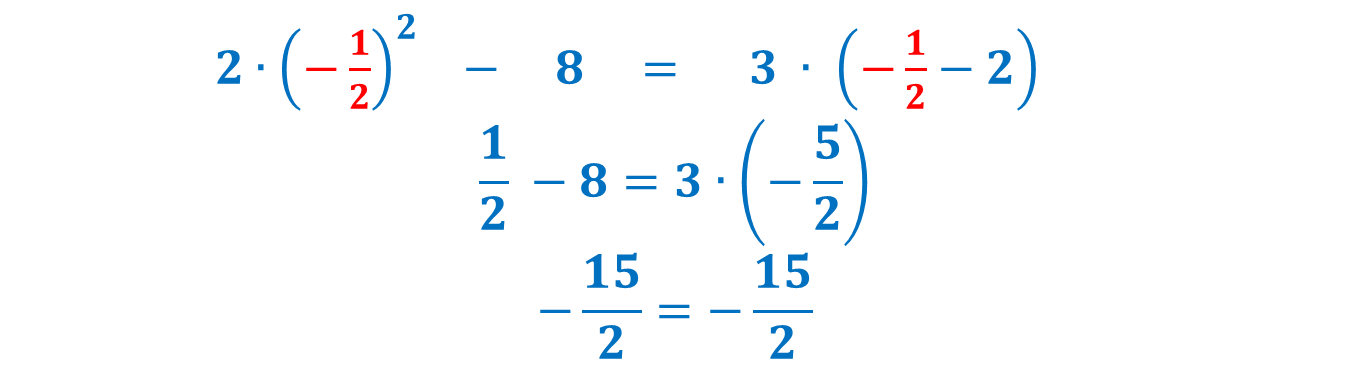 2 · (− 1/2)² − 8 = 3 · (− 1/2 − 2)
1/2 − 8 = 3 · (− 5/2)
− 15/2 = − 15/2